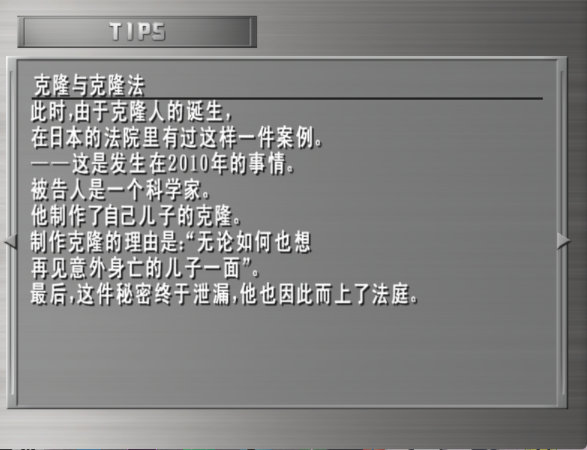 TIPS
克隆与克隆法
此时,由于克隆人的诞生,
在日本的法院里有过这样一件案例。
——这是发生在2010年的事情。
被告人是一个科学家。
他制作了自己儿子的克隆。
制作克隆的理由是:“无论如何也想
再见意外身亡的儿子一面”。
最后,这件秘密终于泄漏,他也因此而上了法庭。